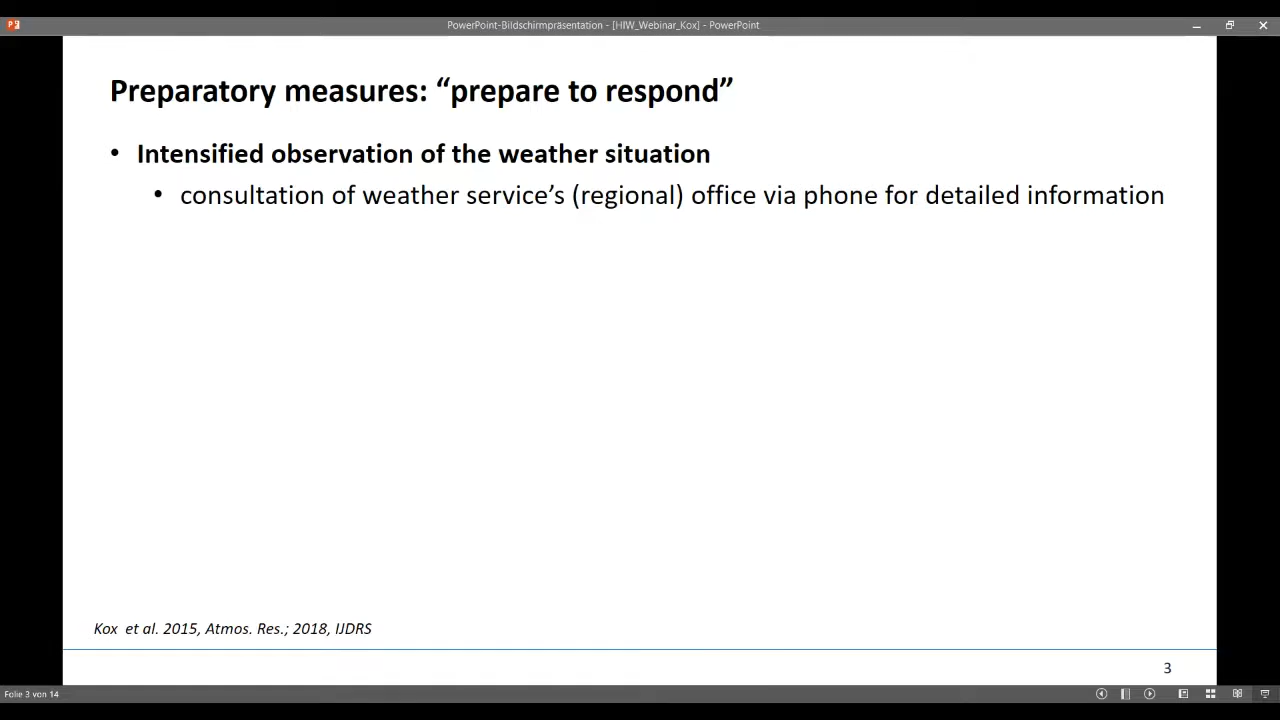 PowerPoint-Bildschirmpräsentation - [HIW_Webinar_Kox] - PowerPoint
Preparatory measures: “prepare to respond”
• Intensified observation of the weather situation
• consultation of weather service’s (regional) office via phone for detailed information
Kox et al. 2015, Atmos. Res.; 2018, IJDRS
3
Folie 3 von 14